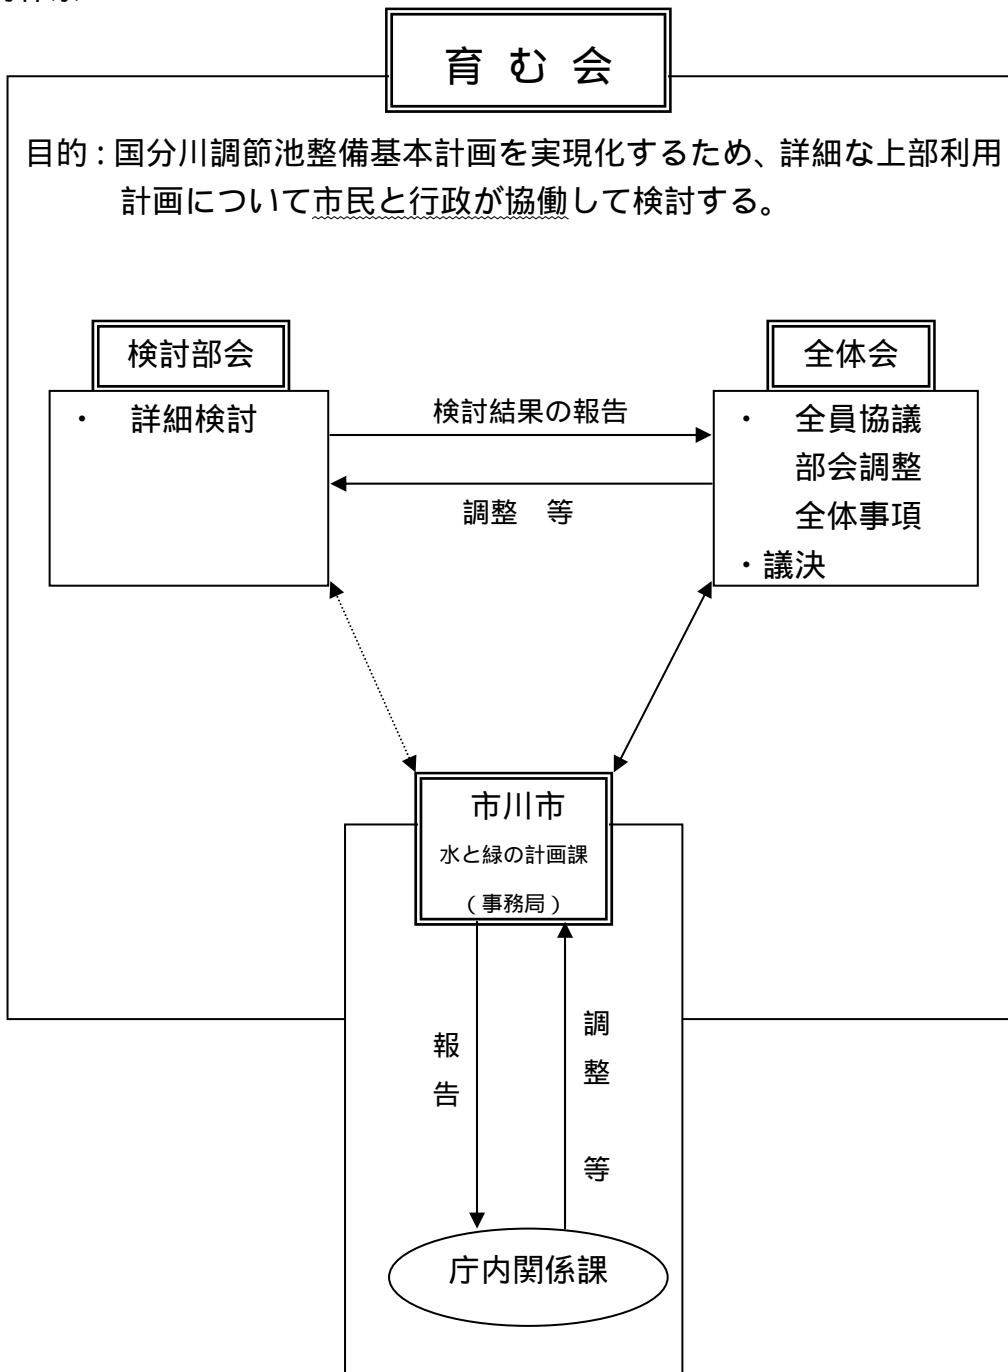 育 む 会
目的：国分川調節池整備基本計画を実現化するため、詳細な上部利用
計画について市民と行政が協働して検討する。
検討部会
・ 詳細検討
検討結果の報告
調整 等
全体会
・ 全員協議
部会調整
全体事項
・議決
市川市
水と緑の計画課
（事務局）
報告
調整 等
庁内関係課